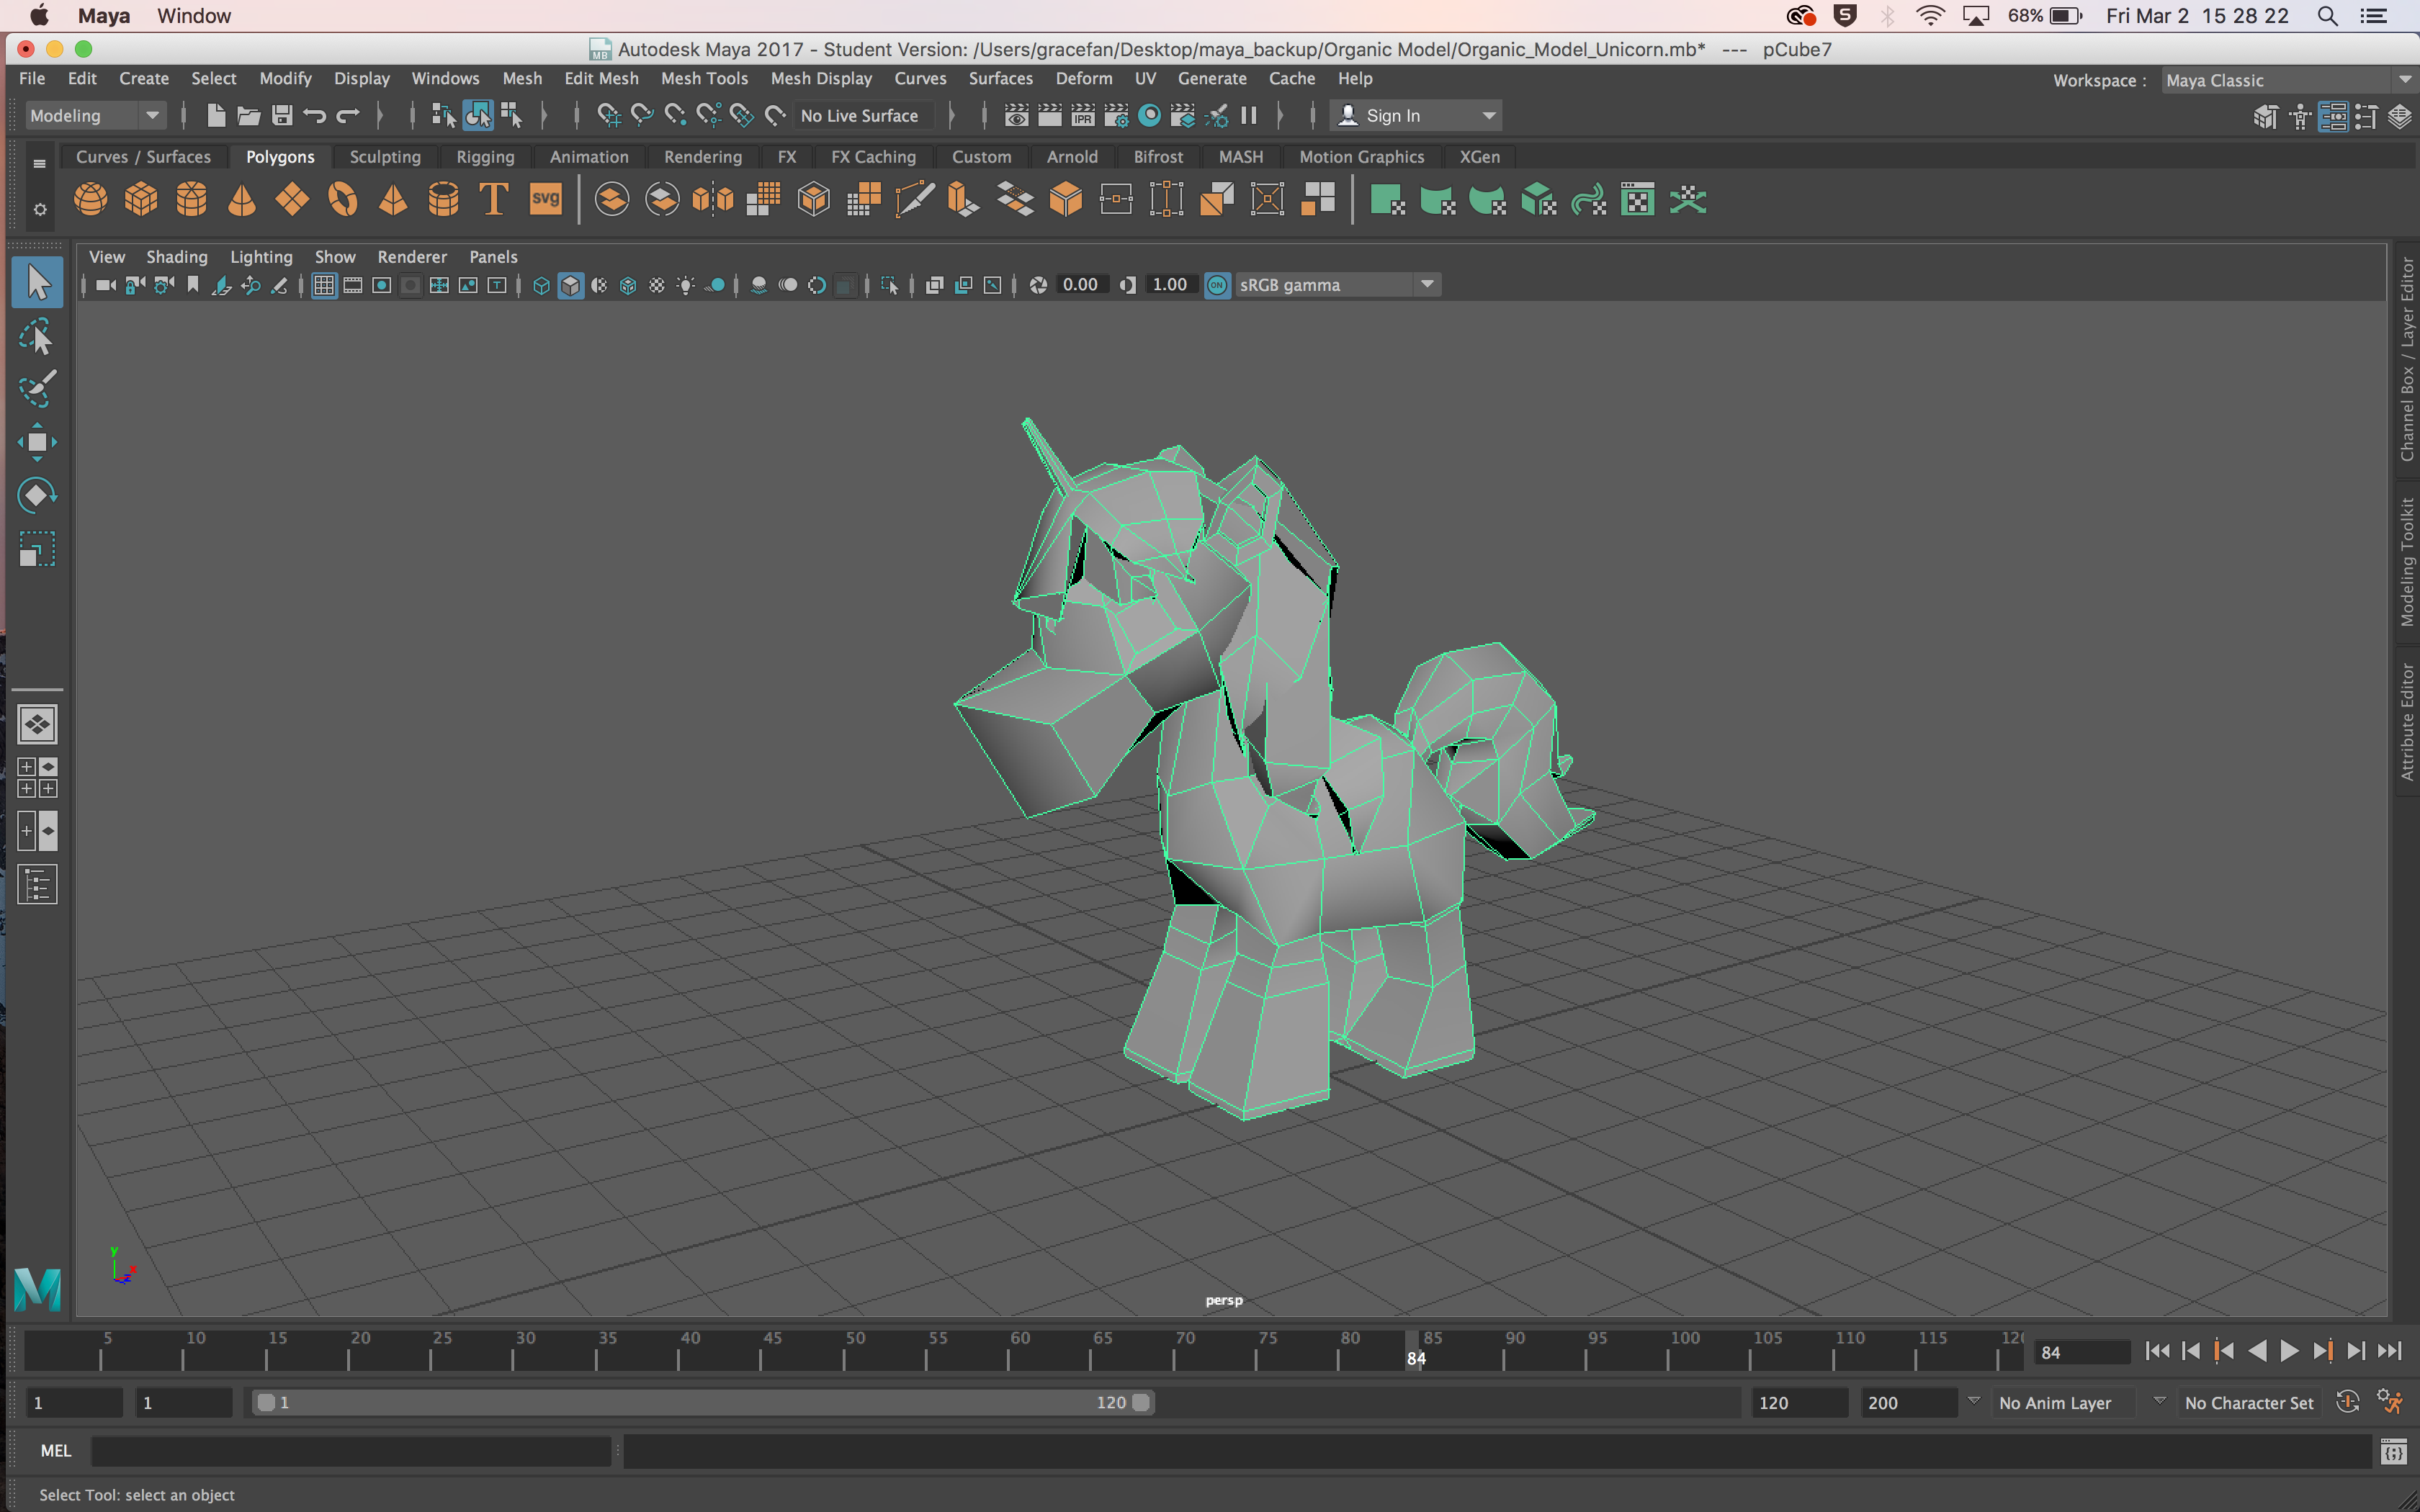 Maya Window 68% Fri Mar 2 15 28 22
Autodesk Maya 2017 - Student Version: /Users/gracefan/Desktop/maya_backup/Organic Model/Organic_Model_Unicorn.mb* --- pCube7
File Edit Create Select Modify Display Windows Mesh Edit Mesh Mesh Tools Mesh Display Curves Surfaces Deform UV Generate Cache Help Workspace : Maya Classic
Modeling No Live Surface IPR Sign In
Curves / Surfaces Polygons Sculpting Rigging Animation Rendering FX FX Caching Custom Arnold Bifrost MASH Motion Graphics XGen
T SVG
View Shading Lighting Show Renderer Panels
0.00 1.00 ON sRGB gamma
Channel Box / Layer Editor
Modeling Toolkit
Attribute Editor
y
x
z
persp
5 10 15 20 25 30 35 40 45 50 55 60 65 70 75 80 85 90 95 100 105 110 115 120
84 84
1 1 1 120 120 200 No Anim Layer No Character Set
MEL
Select Tool: select an object